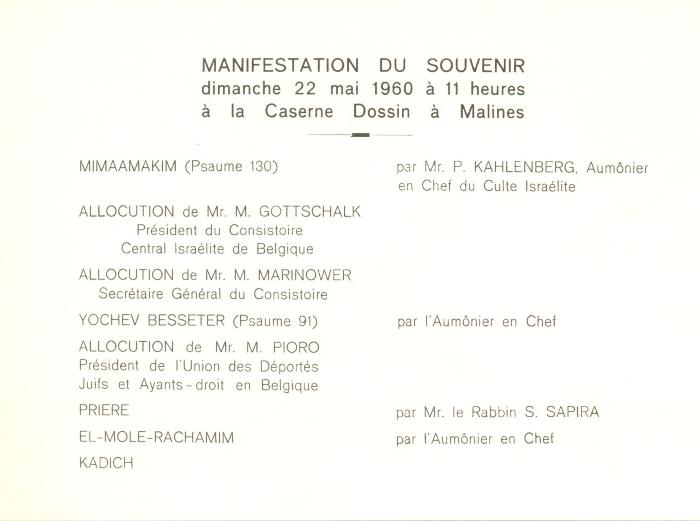 MANIFESTATION DU SOUVENIR
dimanche 22 mai 1960 à 11 heures
à la Caserne Dossin à Malines
MIMAAMAKIM (Psaume 130) par Mr. P. KAHLENBERG, Aumônier
en Chef du Culte Israélite
ALLOCUTION de Mr. M. GOTTSCHALK
Président du Consistoire
Central Israélite de Belgique
ALLOCUTION de Mr. M. MARINOWER
Secrétaire Général du Consistoire
YOCHEV BESSETER (Psaume 91) par l'Aumônier en Chef
ALLOCUTION de Mr. M. PIORO
Président de l'Union des Déportés
Juifs et Ayants-droit en Belgique
PRIERE par Mr. le Rabbin S. SAPIRA
EL-MOLE-RACHAMIM par l'Aumônier en Chef
KADICH